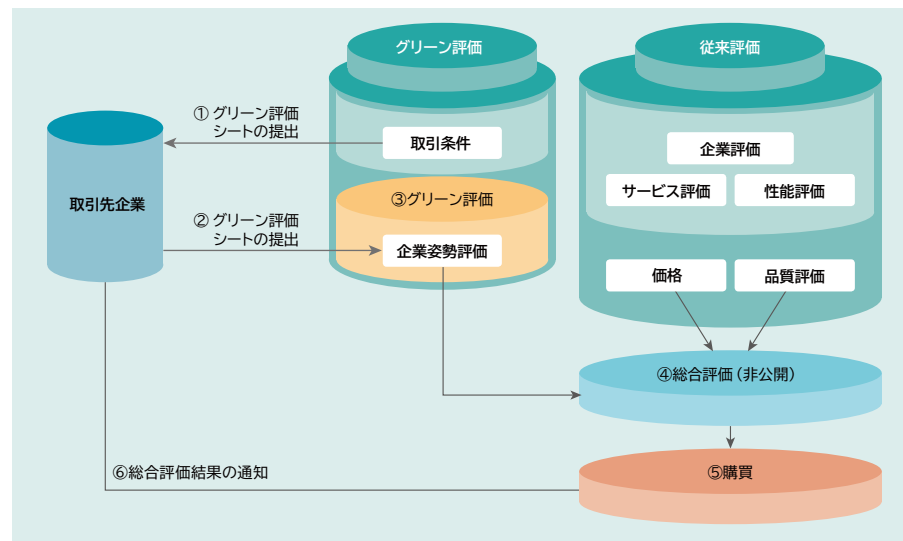 グリーン評価
従来評価
① グリーン評価
シートの提出
取引条件
企業評価
サービス評価
性能評価
取引先企業
③グリーン評価
② グリーン評価
シートの提出
企業姿勢評価
価格
品質評価
④総合評価(非公開)
⑥総合評価結果の通知
⑤購買